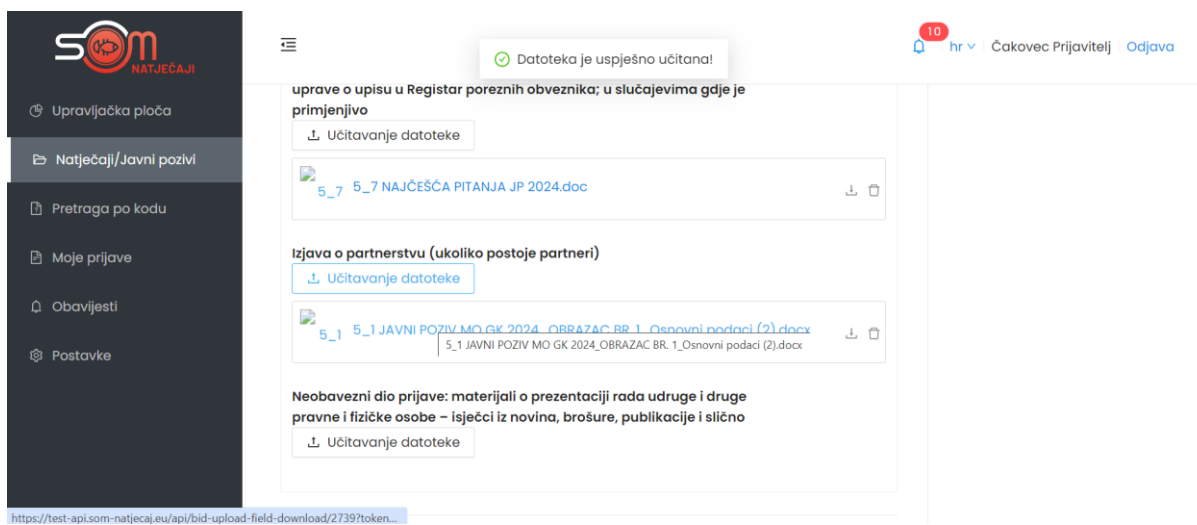 SOM
NATJEČAJI
10
hr
Čakovec Prijavitelj
Odjava
Datoteka je uspješno učitana!
Upravljačka ploča
Natječaji/Javni pozivi
Pretraga po kodu
Moje prijave
Obavijesti
Postavke
uprave o upisu u Registar poreznih obveznika; u slučajevima gdje je
primjenjivo
Učitavanje datoteke
5_7
5_7 NAJČEŠĆA PITANJA JP 2024.doc
Izjava o partnerstvu (ukoliko postoje partneri)
Učitavanje datoteke
5_1
5_1 JAVNI POZIV MO GK 2024_OBRAZAC BR. 1_Osnovni podaci (2).docx
5_1 JAVNI POZIV MO GK 2024_OBRAZAC BR. 1_Osnovni podaci (2).docx
Neobavezni dio prijave: materijali o prezentaciji rada udruge i druge
pravne i fizičke osobe – isječci iz novina, brošure, publikacije i slično
Učitavanje datoteke
https://test-api.som-natjecaj.eu/api/bid-upload-field-download/2739?token...